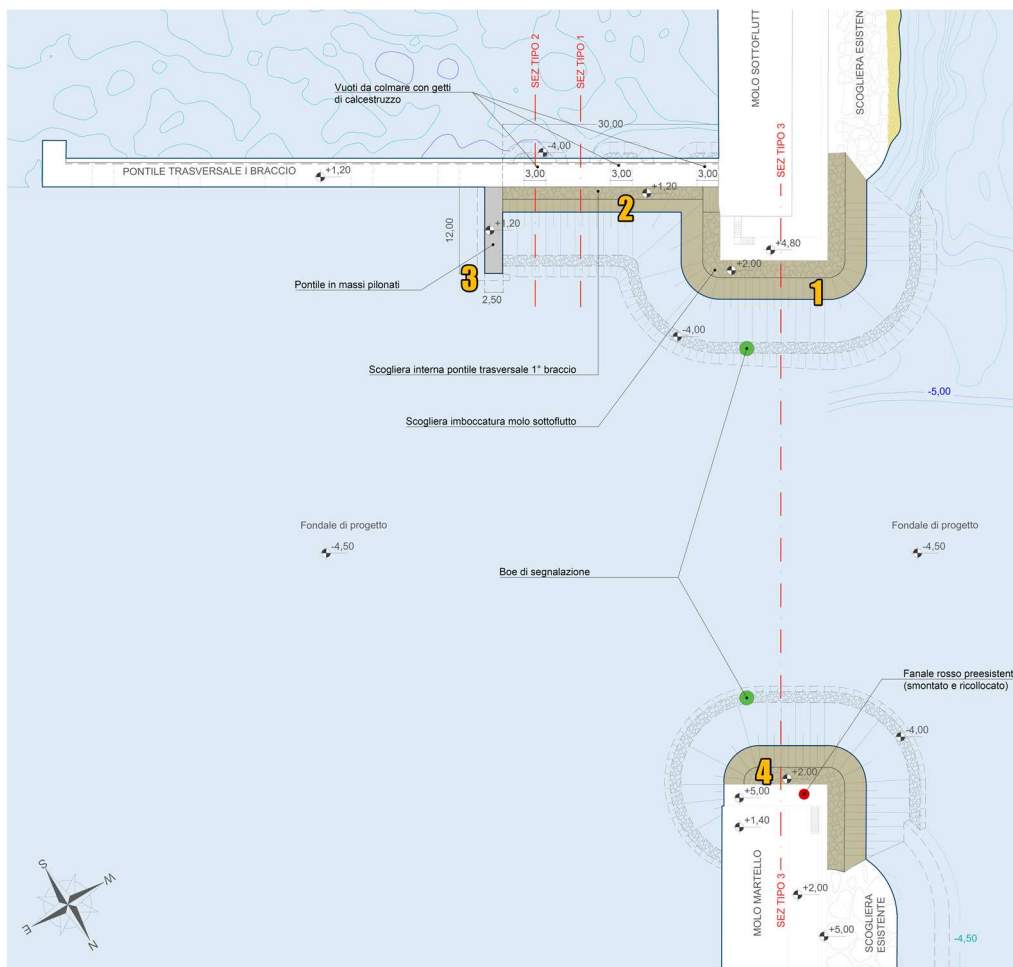 MOLO SOTTOFLUTT
SCOGLIERA ESISTEN
SEZ TIPO 2
SEZ TIPO 1
SEZ TIPO 3
Vuoti da colmare con getti
di calcestruzzo
30,00
-4,00
PONTILE TRASVERSALE I BRACCIO
+1,20
3,00
3,00
3,00
+1,20
2
12,00
+1,20
+4,80
+2,00
3
1
Pontile in massi pilonati
2,50
-4,00
Scogliera interna pontile trasversale 1° braccio
-5,00
Scogliera imboccatura molo sottoflutto
Fondale di progetto
-4,50
Fondale di progetto
-4,50
Boe di segnalazione
Fanale rosso preesistent
(smontato e ricollocato)
-4,00
4
+2,00
+5,00
+1,40
MOLO MARTELLO
SEZ TIPO 3
+2,00
SCOGLIERA
ESISTENTE
+5,00
-4,50
S
W
E
N